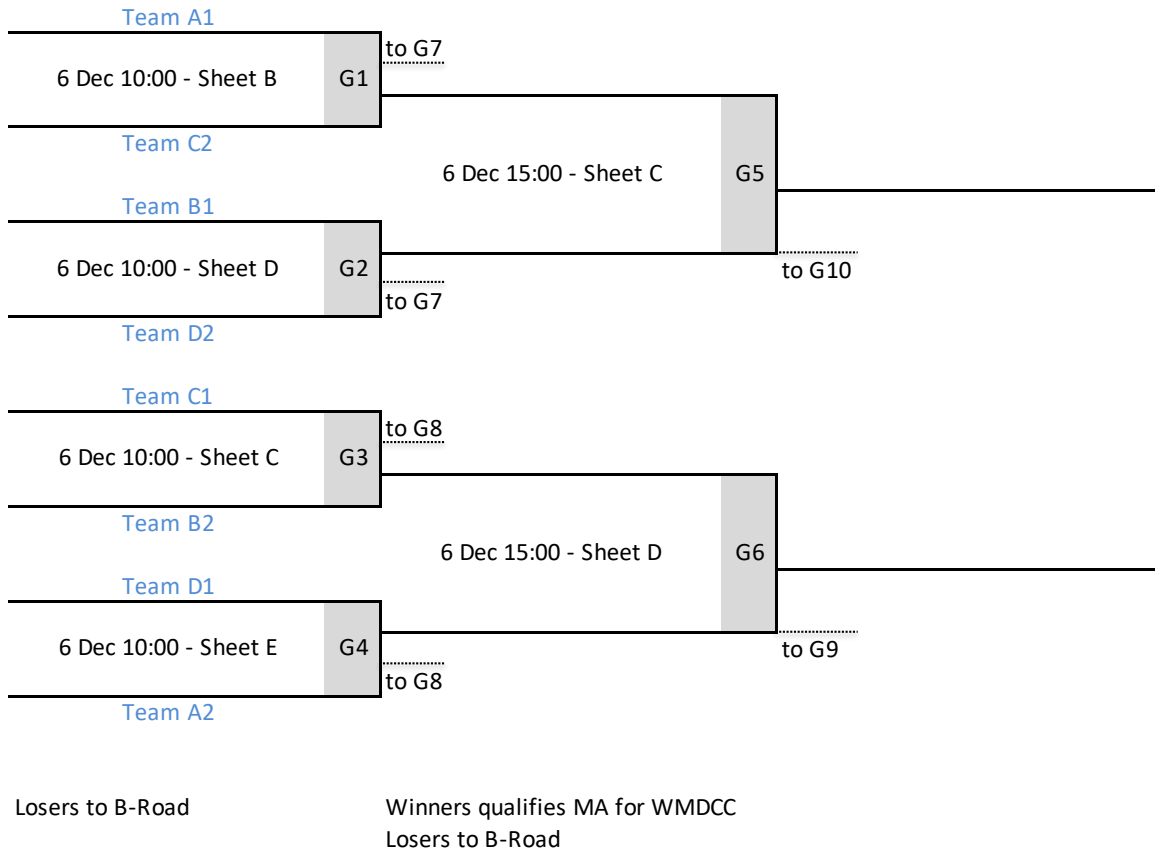 Team A1
to G7
6 Dec 10:00 - Sheet B
G1
Team C2
6 Dec 15:00 - Sheet C
G5
Team B1
6 Dec 10:00 - Sheet D
G2
to G10
to G7
Team D2
Team C1
to G8
6 Dec 10:00 - Sheet C
G3
Team B2
6 Dec 15:00 - Sheet D
G6
Team D1
6 Dec 10:00 - Sheet E
G4
to G9
to G8
Team A2
Losers to B-Road
Winners qualifies MA for WMDCC
Losers to B-Road